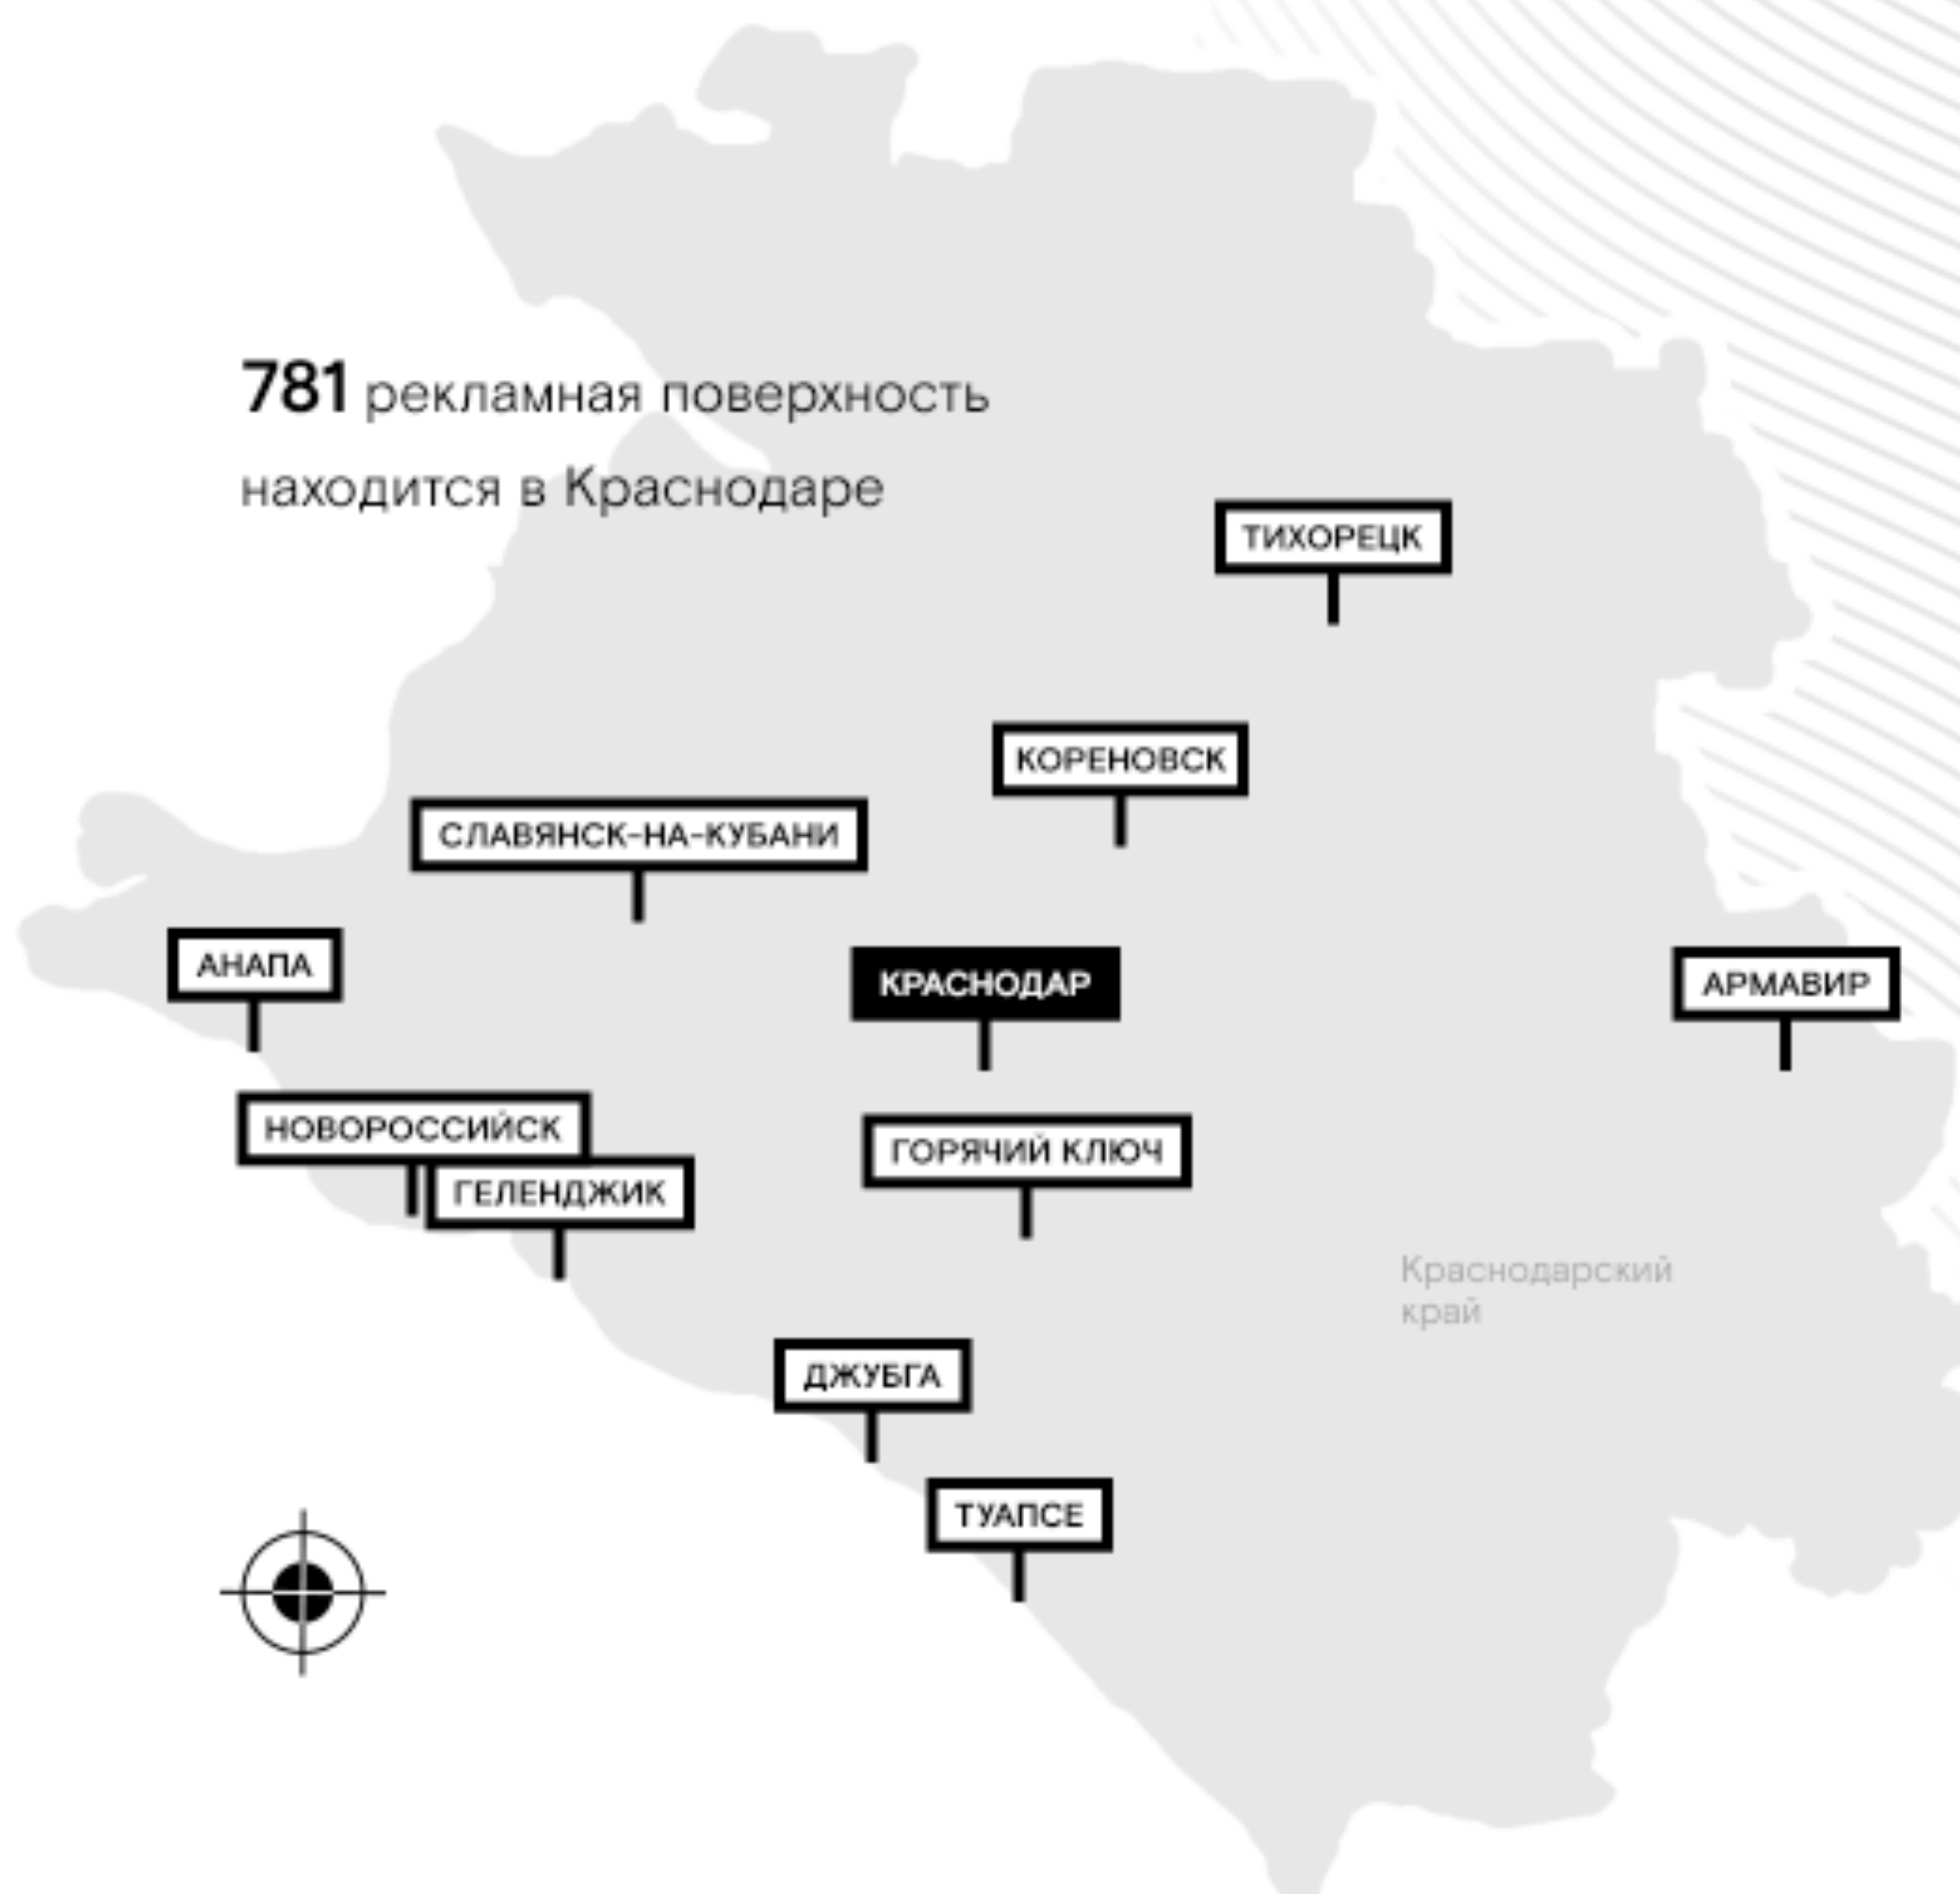 781 рекламная поверхность
находится в Краснодаре
ТИХОРЕЦК
КОРЕНОВСК
СЛАВЯНСК-НА-КУБАНИ
АНАПА
КРАСНОДАР
АРМАВИР
НОВОРОССИЙСК
ГОРЯЧИЙ КЛЮЧ
ГЕЛЕНДЖИК
Краснодарский
край
ДЖУБГА
ТУАПСЕ